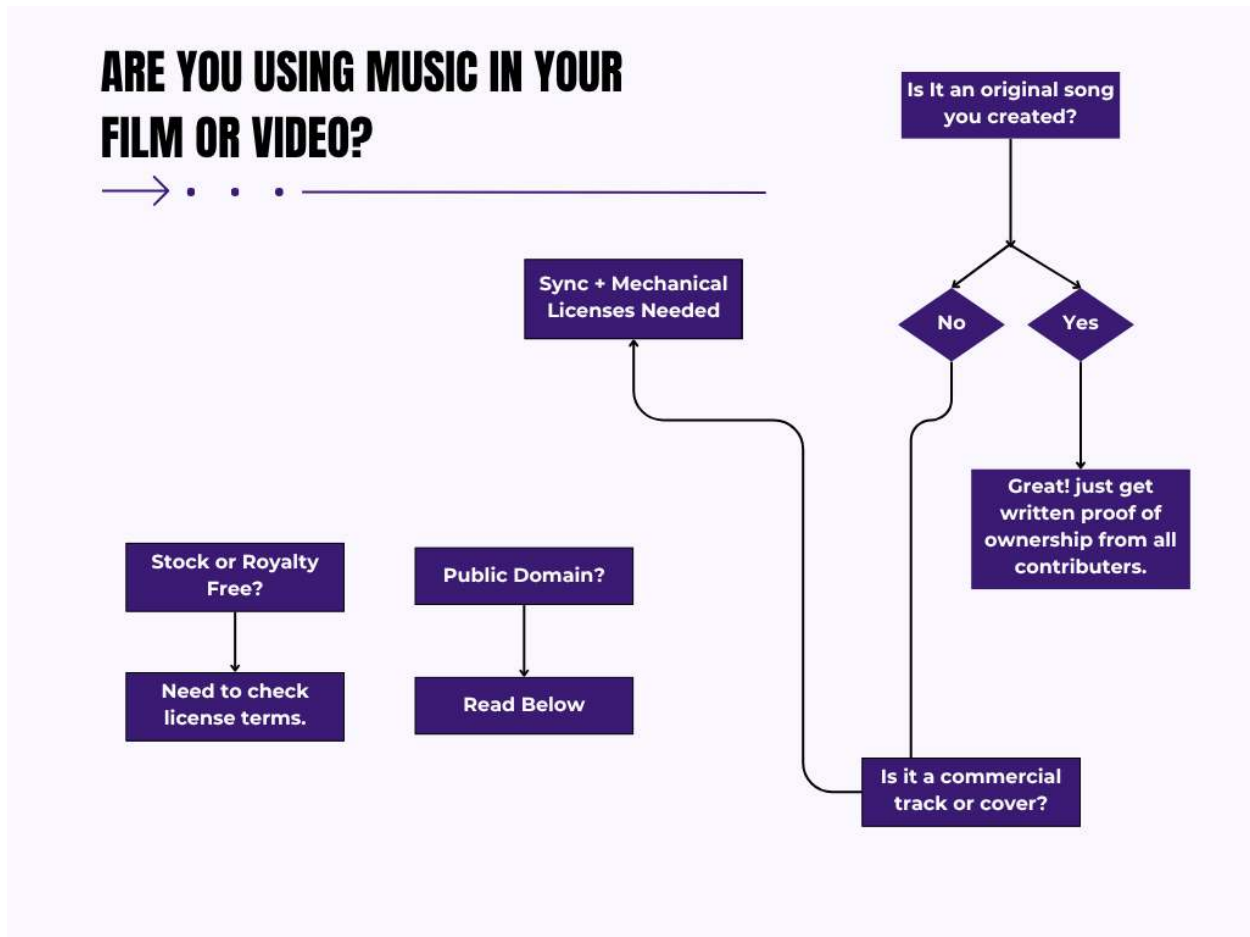 ARE YOU USING MUSIC IN YOUR
FILM OR VIDEO?
Is It an original song
you created?
No
Yes
Great! just get
written proof of
ownership from all
contributers.
Is it a commercial
track or cover?
Sync + Mechanical
Licenses Needed
Stock or Royalty
Free?
Need to check
license terms.
Public Domain?
Read Below